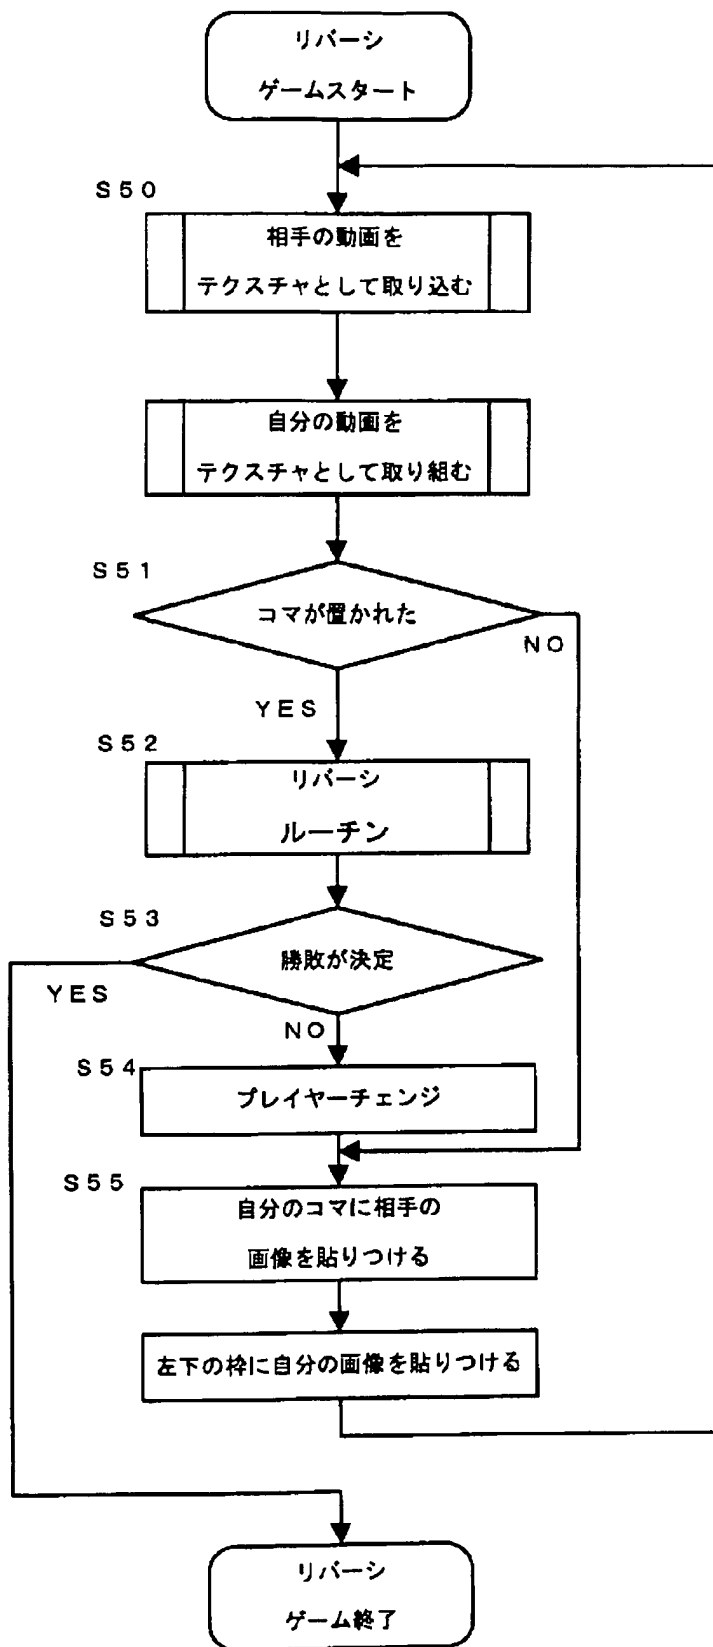 リバーシ
ゲームスタート
S50
相手の動画を
テクスチャとして取り込む
自分の動画を
テクスチャとして取り組む
S51
コマが置かれた
NO
YES
S52
リバーシ
ルーチン
S53
勝敗が決定
YES
NO
S54
プレイヤーチェンジ
S55
自分のコマに相手の
画像を貼りつける
左下の枠に自分の画像を貼りつける
リバーシ
ゲーム終了